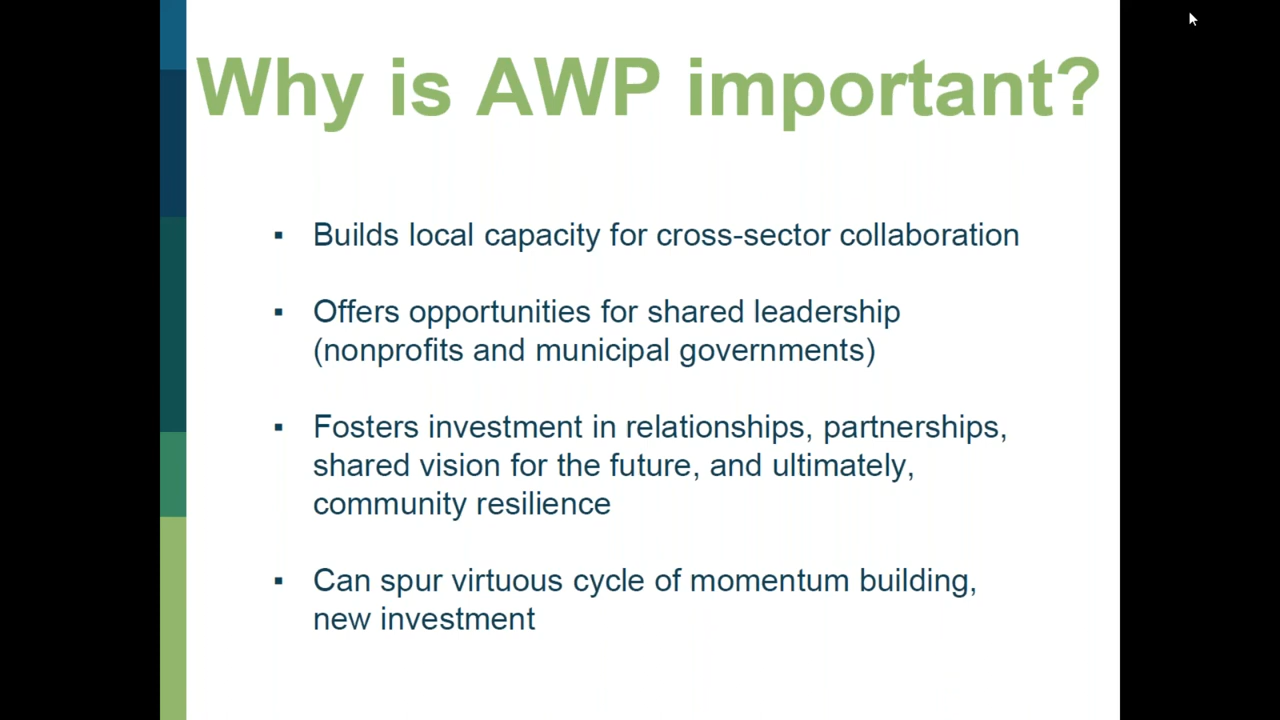 Why is AWP important?
▪ Builds local capacity for cross-sector collaboration
▪ Offers opportunities for shared leadership
(nonprofits and municipal governments)
▪ Fosters investment in relationships, partnerships,
shared vision for the future, and ultimately,
community resilience
▪ Can spur virtuous cycle of momentum building,
new investment